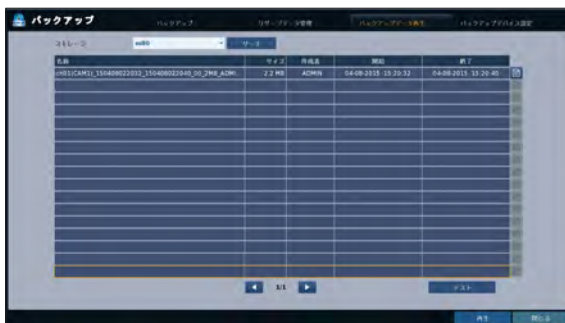 バックアップ
バックアップ リザーブデータ管理 バックアップデータ再生 バックアップデバイス設定
ストレージ usb0 サーチ
名前 サイズ 作成者 開始 終了
ch01(CAM1)_150408022032_150408022040_00_2MB_ADMI... 2.2 MB ADMIN 04-08-2015 15:20:32 04-08-2015 15:20:40
1/1 テスト
再生 閉じる